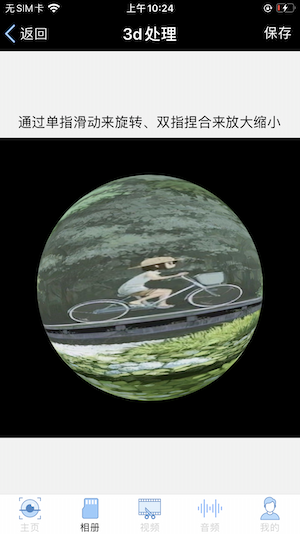 无SIM卡 上午10:24
返回 3d处理 保存
通过单指滑动来旋转、双指捏合来放大缩小
主页 相册 视频 音频 我的